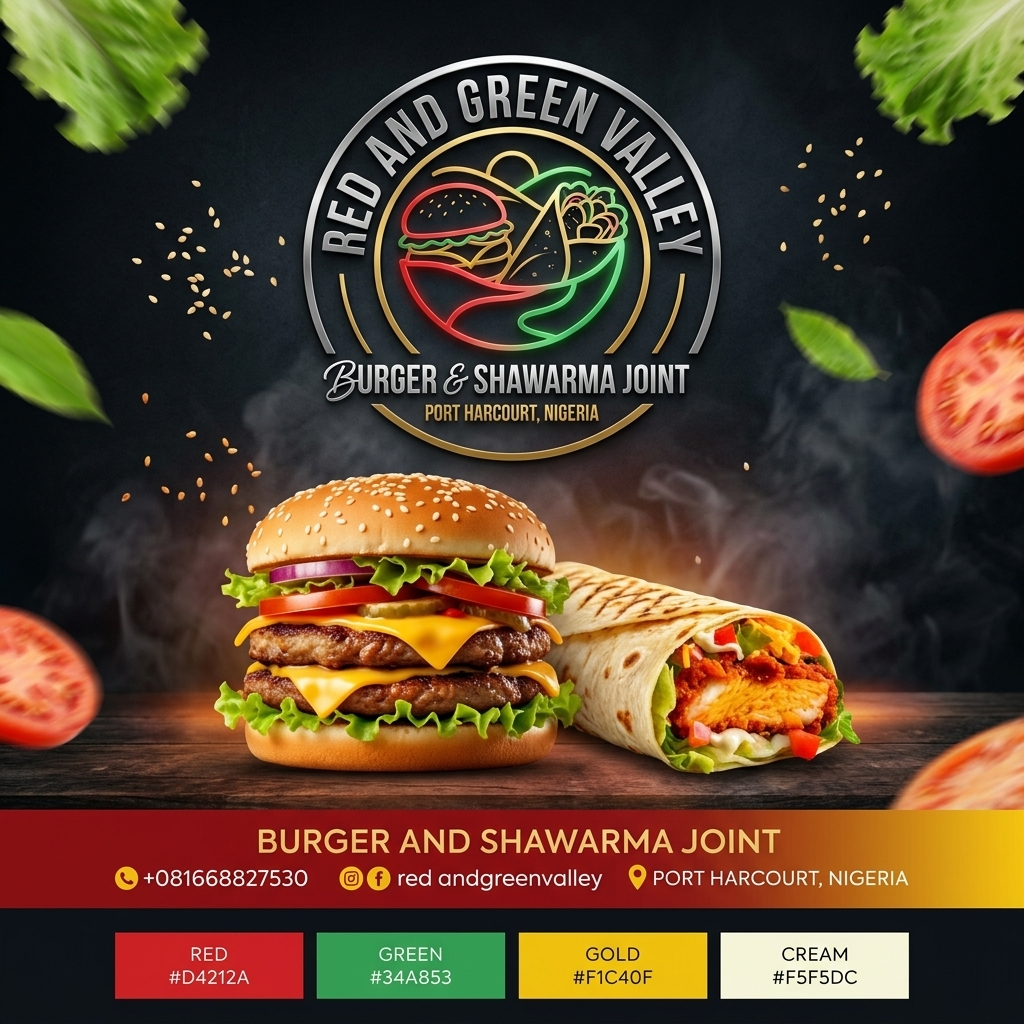 RED AND GREEN VALLEY
BURGER & SHAWARMA JOINT
PORT HARCOURT, NIGERIA
BURGER AND SHAWARMA JOINT
+081668827530 red andgreenvalley PORT HARCOURT, NIGERIA
RED GREEN GOLD CREAM
#D4212A #34A853 #F1C40F #F5F5DC